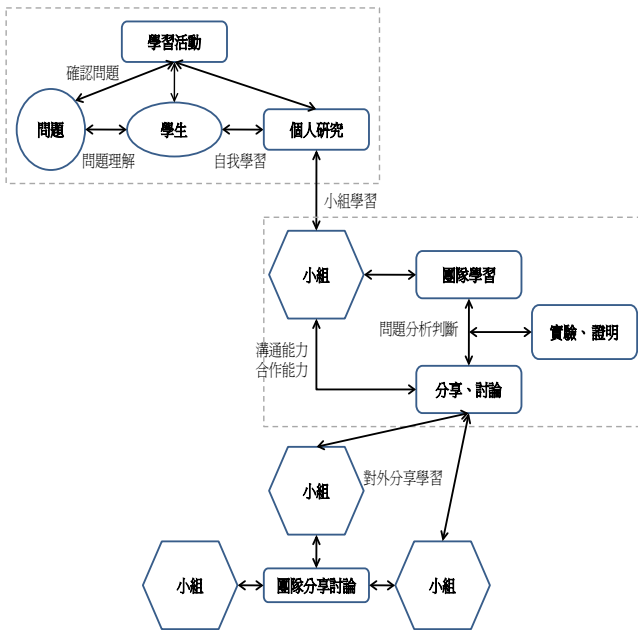 學習活動
確認問題
問題
學生
個人研究
問題理解
自我學習
小組學習
小組
團隊學習
問題分析判斷
實驗、證明
溝通能力
合作能力
分享、討論
對外分享學習
小組
小組
團隊分享討論
小組